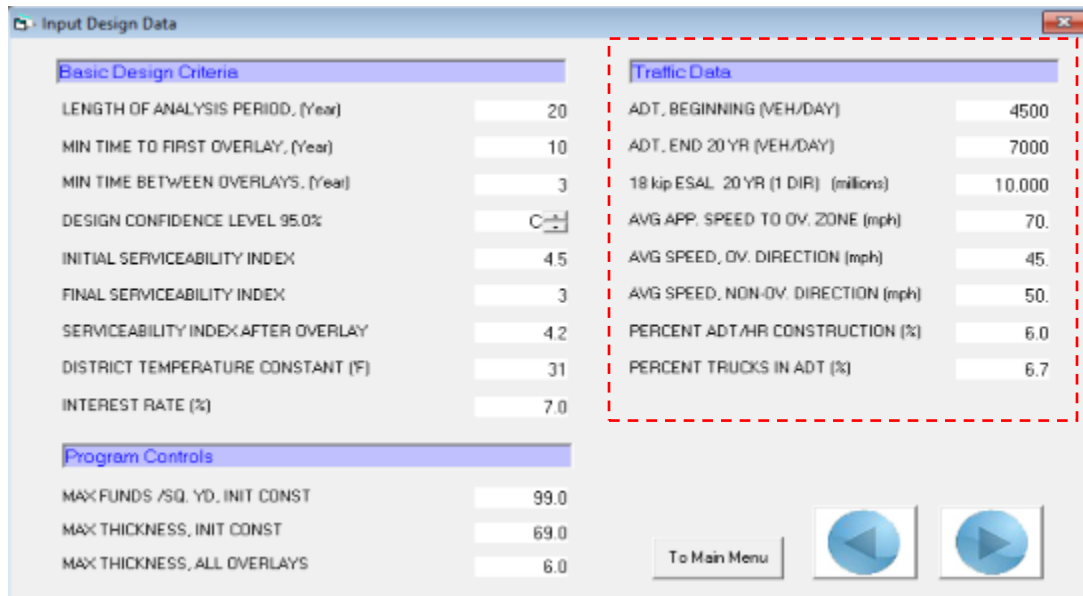 Input Design Data
Basic Design Criteria
LENGTH OF ANALYSIS PERIOD, (Year) 20
MIN TIME TO FIRST OVERLAY, (Year) 10
MIN TIME BETWEEN OVERLAYS, (Year) 3
DESIGN CONFIDENCE LEVEL 95.0% C
INITIAL SERVICEABILITY INDEX 4.5
FINAL SERVICEABILITY INDEX 3
SERVICEABILITY INDEX AFTER OVERLAY 4.2
DISTRICT TEMPERATURE CONSTANT (°F) 31
INTEREST RATE (%) 7.0
Program Controls
MAX FUNDS /SQ. YD, INIT CONST 99.0
MAX THICKNESS, INIT CONST 69.0
MAX THICKNESS, ALL OVERLAYS 6.0
Traffic Data
ADT, BEGINNING (VEH/DAY) 4500
ADT, END 20 YR (VEH/DAY) 7000
18 kip ESAL 20 YR (1 DIR) (millions) 10.000
AVG APP. SPEED TO OV. ZONE (mph) 70.
AVG SPEED, OV. DIRECTION (mph) 45.
AVG SPEED, NON-OV. DIRECTION (mph) 50.
PERCENT ADT/HR CONSTRUCTION (%) 6.0
PERCENT TRUCKS IN ADT (%) 6.7
To Main Menu